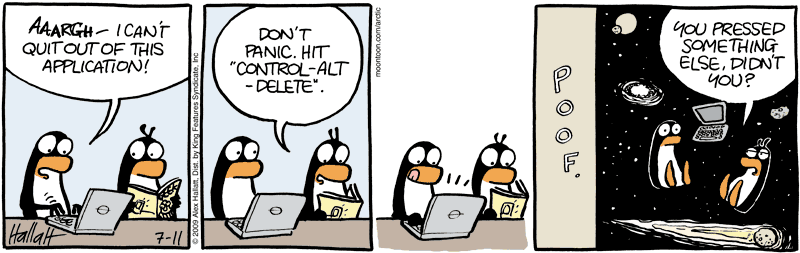 AAARGH— I CAN'T
QUIT OUT OF THIS
APPLICATION!
Hallatt
7-11
© 2009 Alex Hallatt, Dist. by King Features Syndicate, Inc
DON'T
PANIC. HIT
"CONTROL-ALT
-DELETE".
moontoon.com/arctic
POOF.
YOU PRESSED
SOMETHING
ELSE, DIDN'T
YOU?